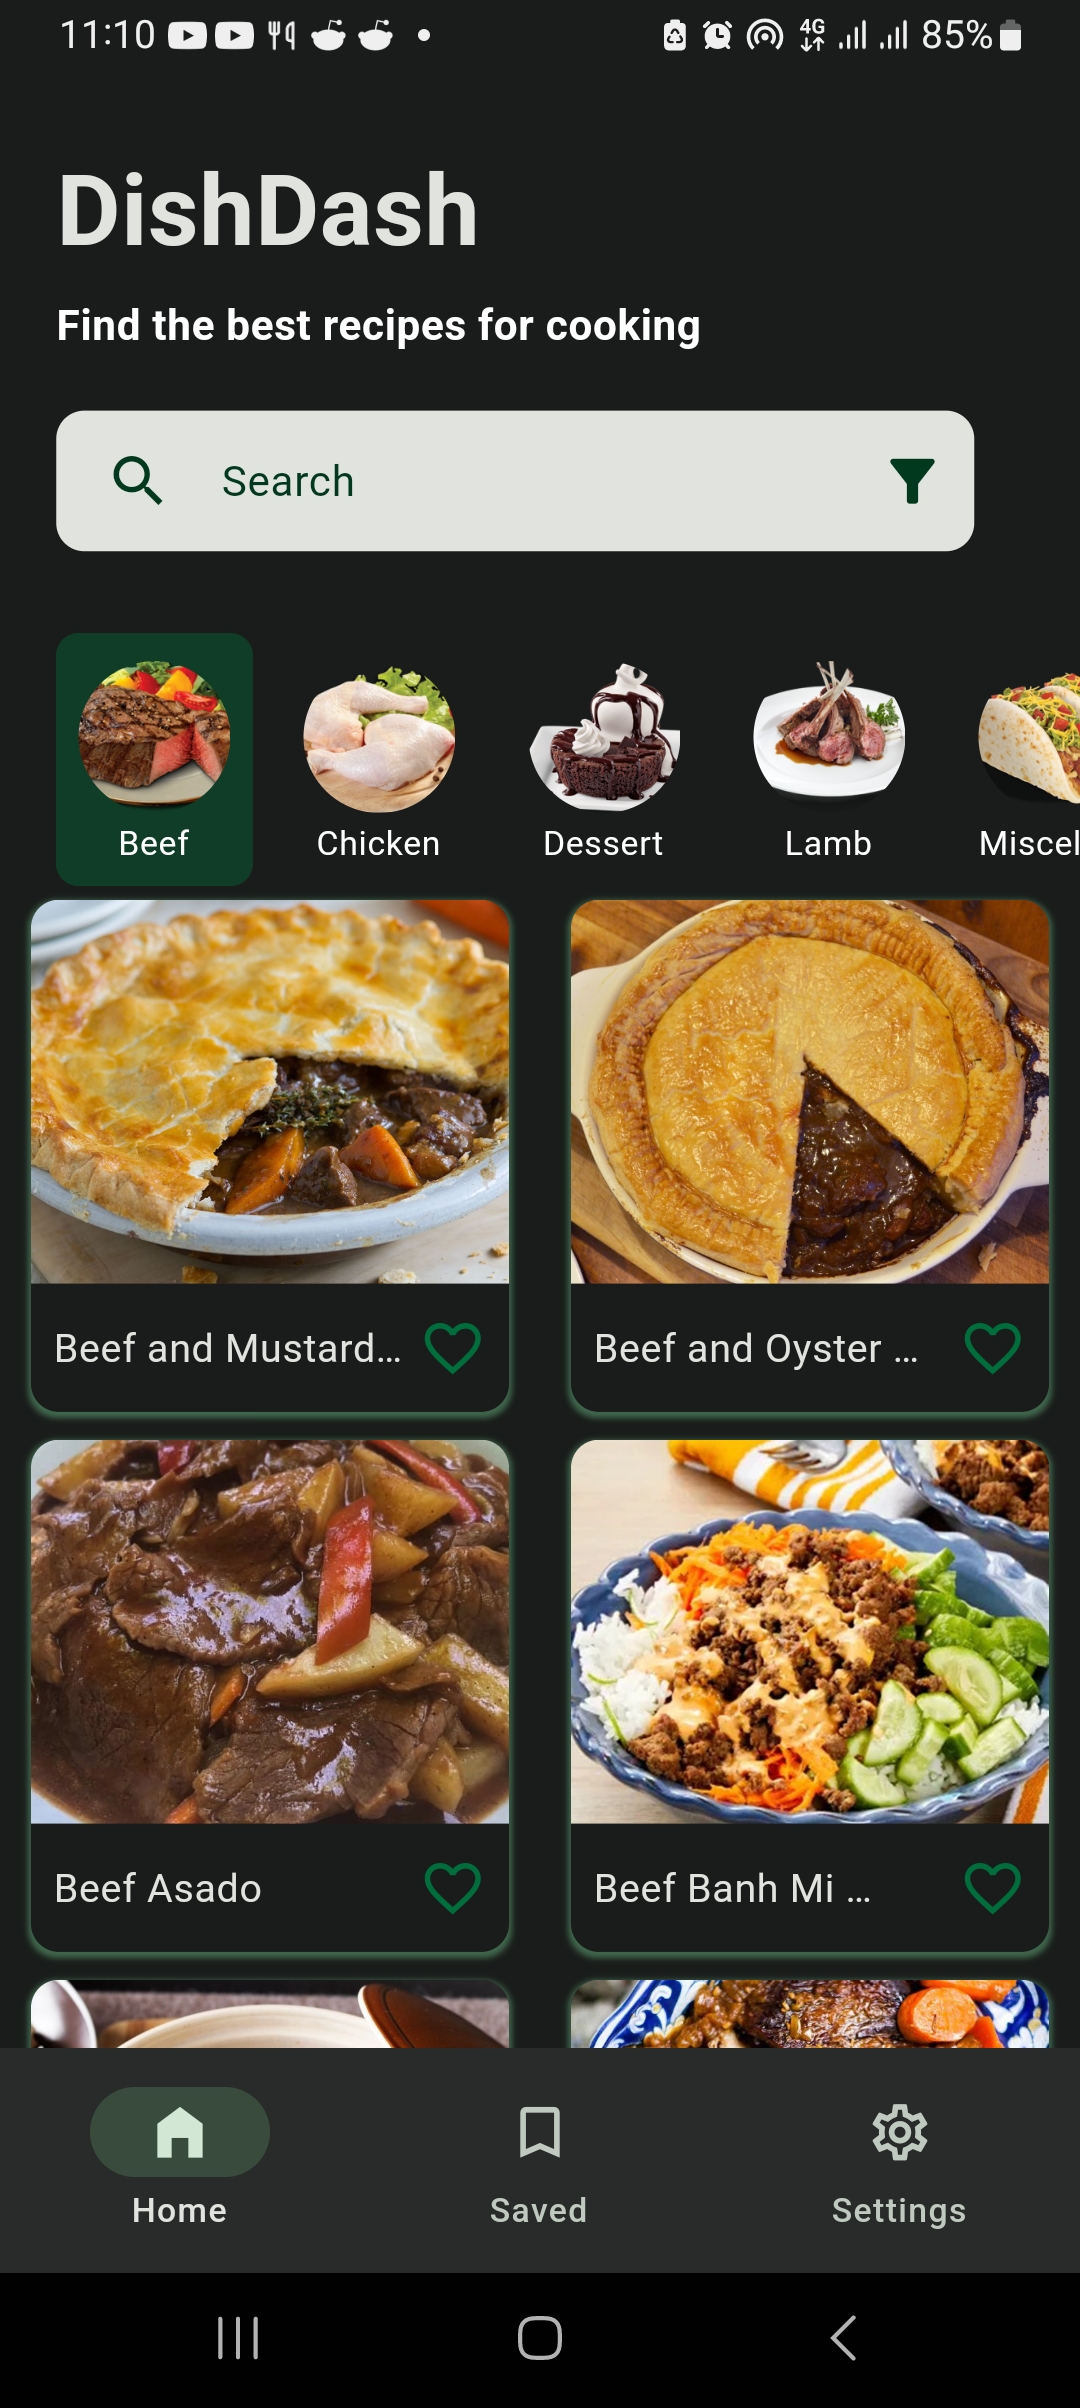 11:10
4G
85%
DishDash
Find the best recipes for cooking
Search
Beef
Chicken
Dessert
Lamb
Miscel
Beef and Mustard...
Beef and Oyster ...
Beef Asado
Beef Banh Mi ...
Home
Saved
Settings